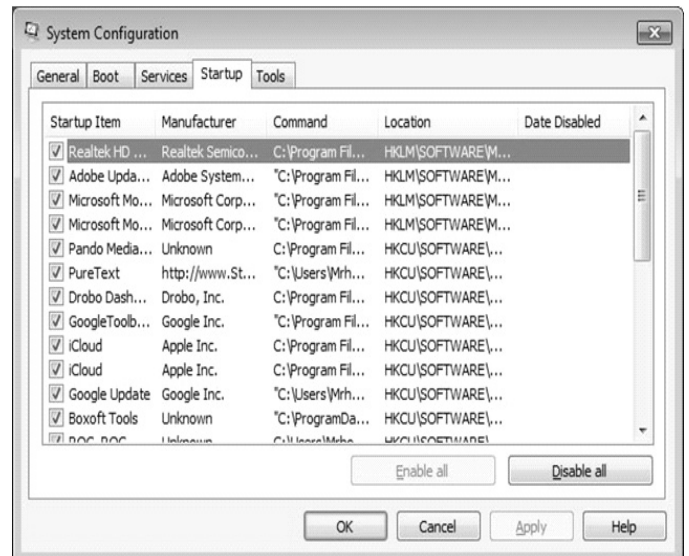 System Configuration
General Boot Services Startup Tools
Startup Item Manufacturer Command Location Date Disabled
Realtek HD ... Realtek Semico... C:\Program Fil... HKLM\SOFTWARE\M...
Adobe Upda... Adobe System... "C:\Program Fil... HKLM\SOFTWARE\M...
Microsoft Mo... Microsoft Corp... "C:\Program Fil... HKLM\SOFTWARE\M...
Microsoft Mo... Microsoft Corp... "C:\Program Fil... HKLM\SOFTWARE\M...
Pando Media... Unknown C:\Program Fil... HKCU\SOFTWARE\...
PureText http://www.St... "C:\Users\Mrh... HKCU\SOFTWARE\...
Drobo Dash... Drobo, Inc. C:\Program Fil... HKCU\SOFTWARE\...
GoogleToolb... Google Inc. "C:\Program Fil... HKCU\SOFTWARE\...
iCloud Apple Inc. C:\Program Fil... HKCU\SOFTWARE\...
iCloud Apple Inc. C:\Program Fil... HKCU\SOFTWARE\...
Google Update Google Inc. "C:\Users\Mrh... HKCU\SOFTWARE\...
Boxoft Tools Unknown "C:\ProgramDa... HKCU\SOFTWARE\...
Unknown
Enable all Disable all
OK Cancel Apply Help